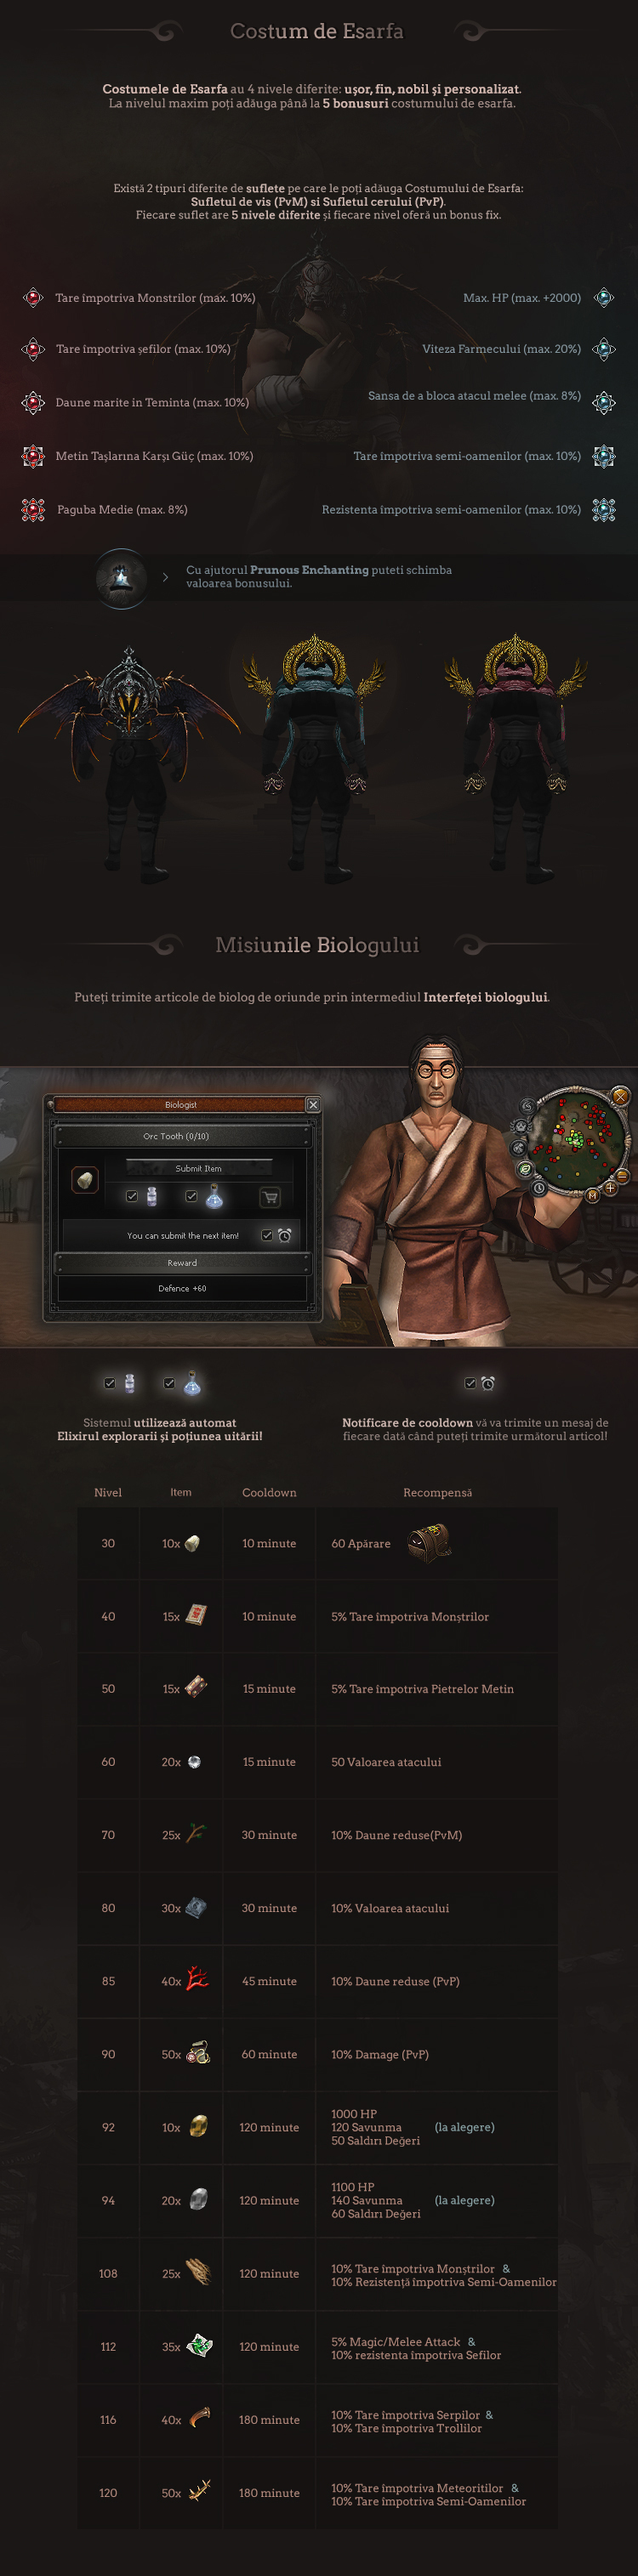 Costum de Esarfa
Costumele de Esarfa au 4 nivele diferite: ușor, fin, nobil și personalizat.
La nivelul maxim poți adăuga până la 5 bonusuri costumului de esarfa.
Există 2 tipuri diferite de suflete pe care le poți adăuga Costumului de Esarfa:
Sufletul de vis (PvM) si Sufletul cerului (PvP).
Fiecare suflet are 5 nivele diferite și fiecare nivel oferă un bonus fix.
Tare împotriva Monstrilor (max. 10%)
Max. HP (max. +2000)
Tare împotriva șefilor (max. 10%)
Viteza Farmecului (max. 20%)
Daune marite in Teminta (max. 10%)
Sansa de a bloca atacul melee (max. 8%)
Metin Taşlarına Karşı Güç (max. 10%)
Tare împotriva semi-oamenilor (max. 10%)
Paguba Medie (max. 8%)
Rezistenta împotriva semi-oamenilor (max. 10%)
Cu ajutorul Prunous Enchanting puteti schimba
valoarea bonusului.
Misiunile Biologului
Puteți trimite articole de biolog de oriunde prin intermediul Interfeței biologului.
Biologist
Orc Tooth (0/10)
Submit Item
You can submit the next item!
Reward
Defence +60
M
Sistemul utilizează automat
Elixirul explorarii și poțiunea uitării!
Notificare de cooldown vă va trimite un mesaj de
fiecare dată când puteți trimite următorul articol!
Nivel Item Cooldown Recompensă
30 10x 10 minute 60 Apărare
40 15x 10 minute 5% Tare împotriva Monștrilor
50 15x 15 minute 5% Tare împotriva Pietrelor Metin
60 20x 15 minute 50 Valoarea atacului
70 25x 30 minute 10% Daune reduse(PvM)
80 30x 30 minute 10% Valoarea atacului
85 40x 45 minute 10% Daune reduse (PvP)
90 50x 60 minute 10% Damage (PvP)
92 10x 120 minute 1000 HP
120 Savunma (la alegere)
50 Saldırı Değeri
94 20x 120 minute 1100 HP
140 Savunma (la alegere)
60 Saldırı Değeri
108 25x 120 minute 10% Tare împotriva Monștrilor &
10% Rezistență împotriva Semi-Oamenilor
112 35x 120 minute 5% Magic/Melee Attack &
10% rezistenta împotriva Sefilor
116 40x 180 minute 10% Tare împotriva Serpilor &
10% Tare împotriva Trollilor
120 50x 180 minute 10% Tare împotriva Meteoritilor &
10% Tare împotriva Semi-Oamenilor